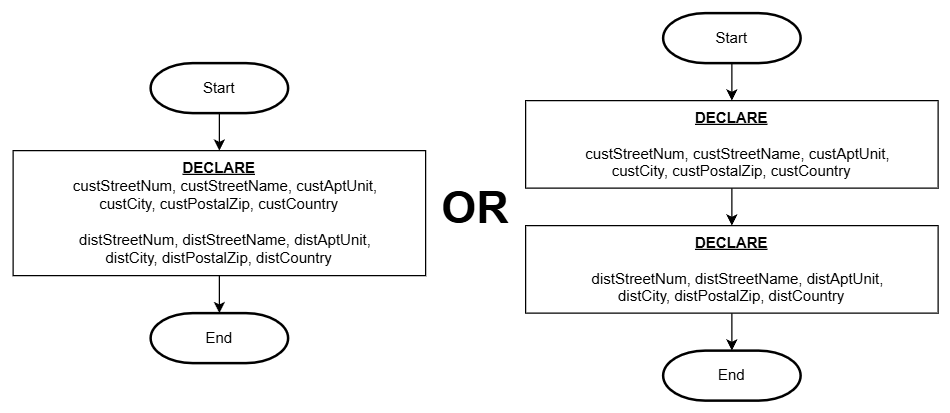 Start
DECLARE
custStreetNum, custStreetName, custAptUnit,
custCity, custPostalZip, custCountry
distStreetNum, distStreetName, distAptUnit,
distCity, distPostalZip, distCountry
End
OR
Start
DECLARE
custStreetNum, custStreetName, custAptUnit,
custCity, custPostalZip, custCountry
DECLARE
distStreetNum, distStreetName, distAptUnit,
distCity, distPostalZip, distCountry
End